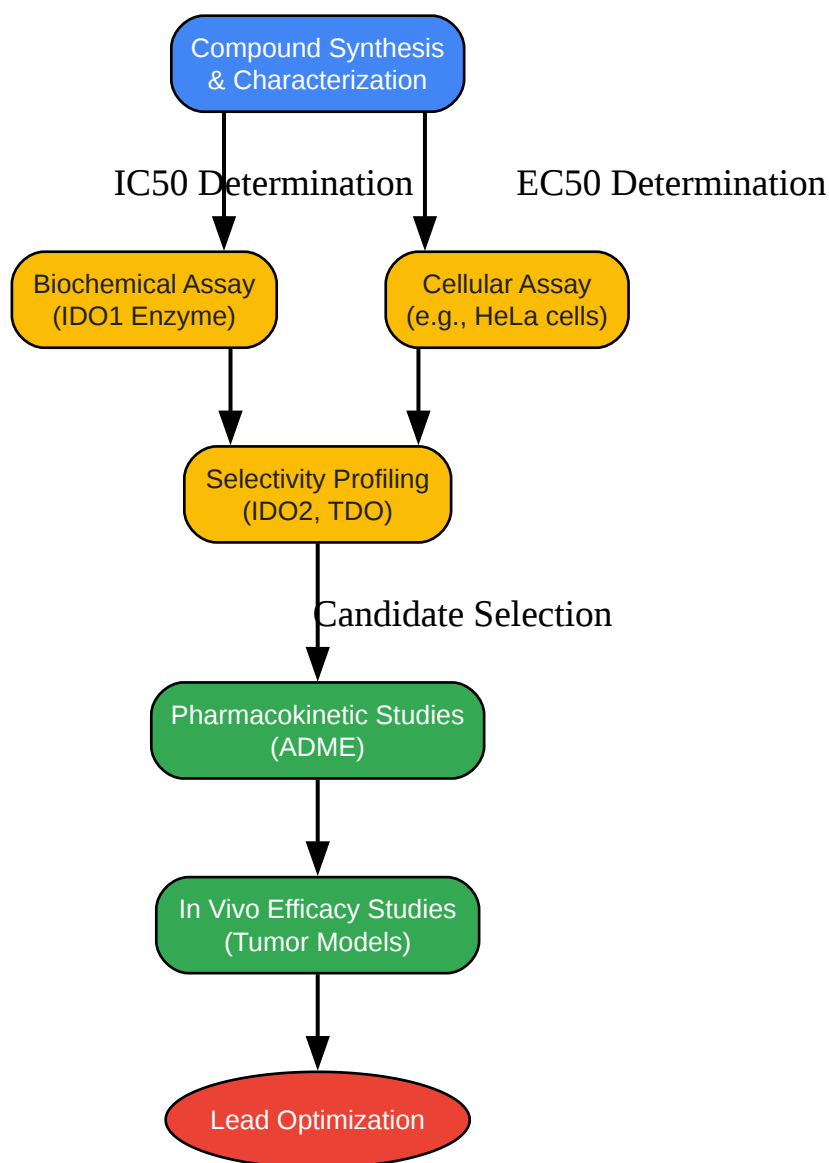 Compound Synthesis
& Characterization
IC50 Determination
EC50 Determination
Biochemical Assay
(IDO1 Enzyme)
Cellular Assay
(e.g., HeLa cells)
Selectivity Profiling
(IDO2, TDO)
Candidate Selection
Pharmacokinetic Studies
(ADME)
In Vivo Efficacy Studies
(Tumor Models)
Lead Optimization